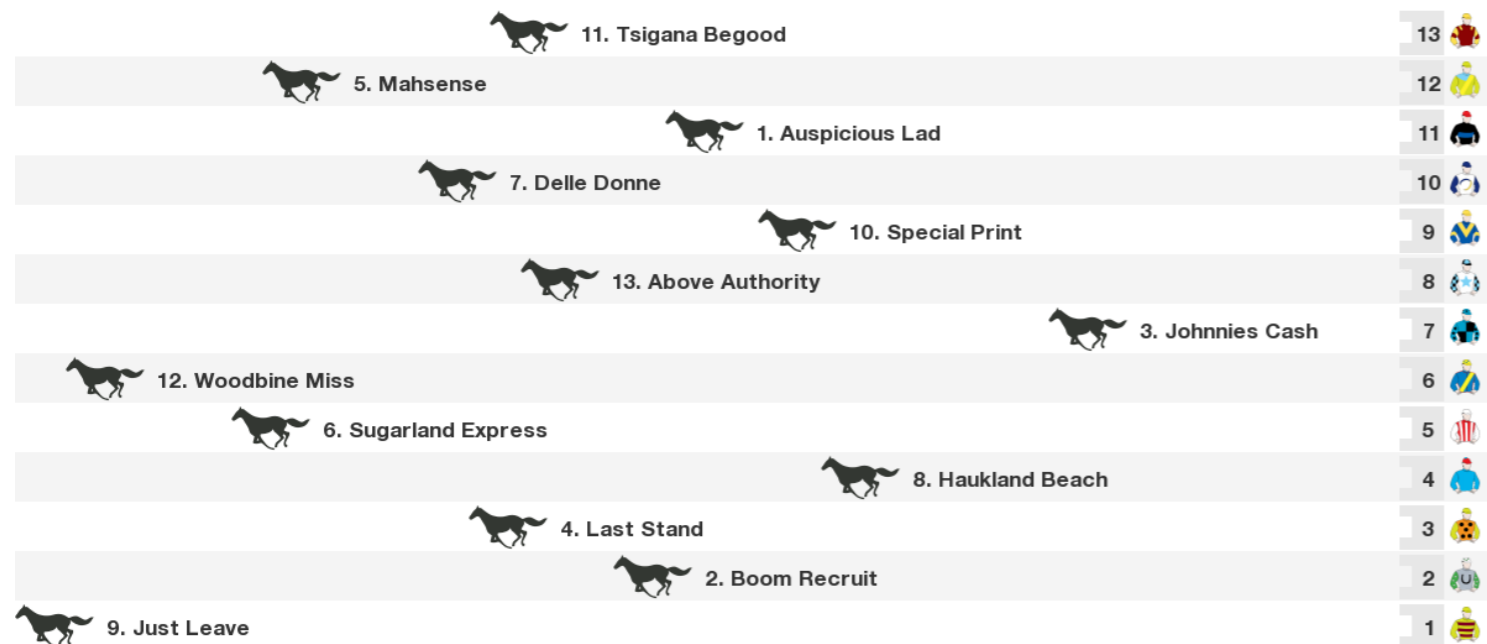 11. Tsigana Begood 13
5. Mahsense 12
1. Auspicious Lad 11
7. Delle Donne 10
10. Special Print 9
13. Above Authority 8
3. Johnnies Cash 7
12. Woodbine Miss 6
6. Sugarland Express 5
8. Haukland Beach 4
4. Last Stand 3
2. Boom Recruit 2
9. Just Leave 1